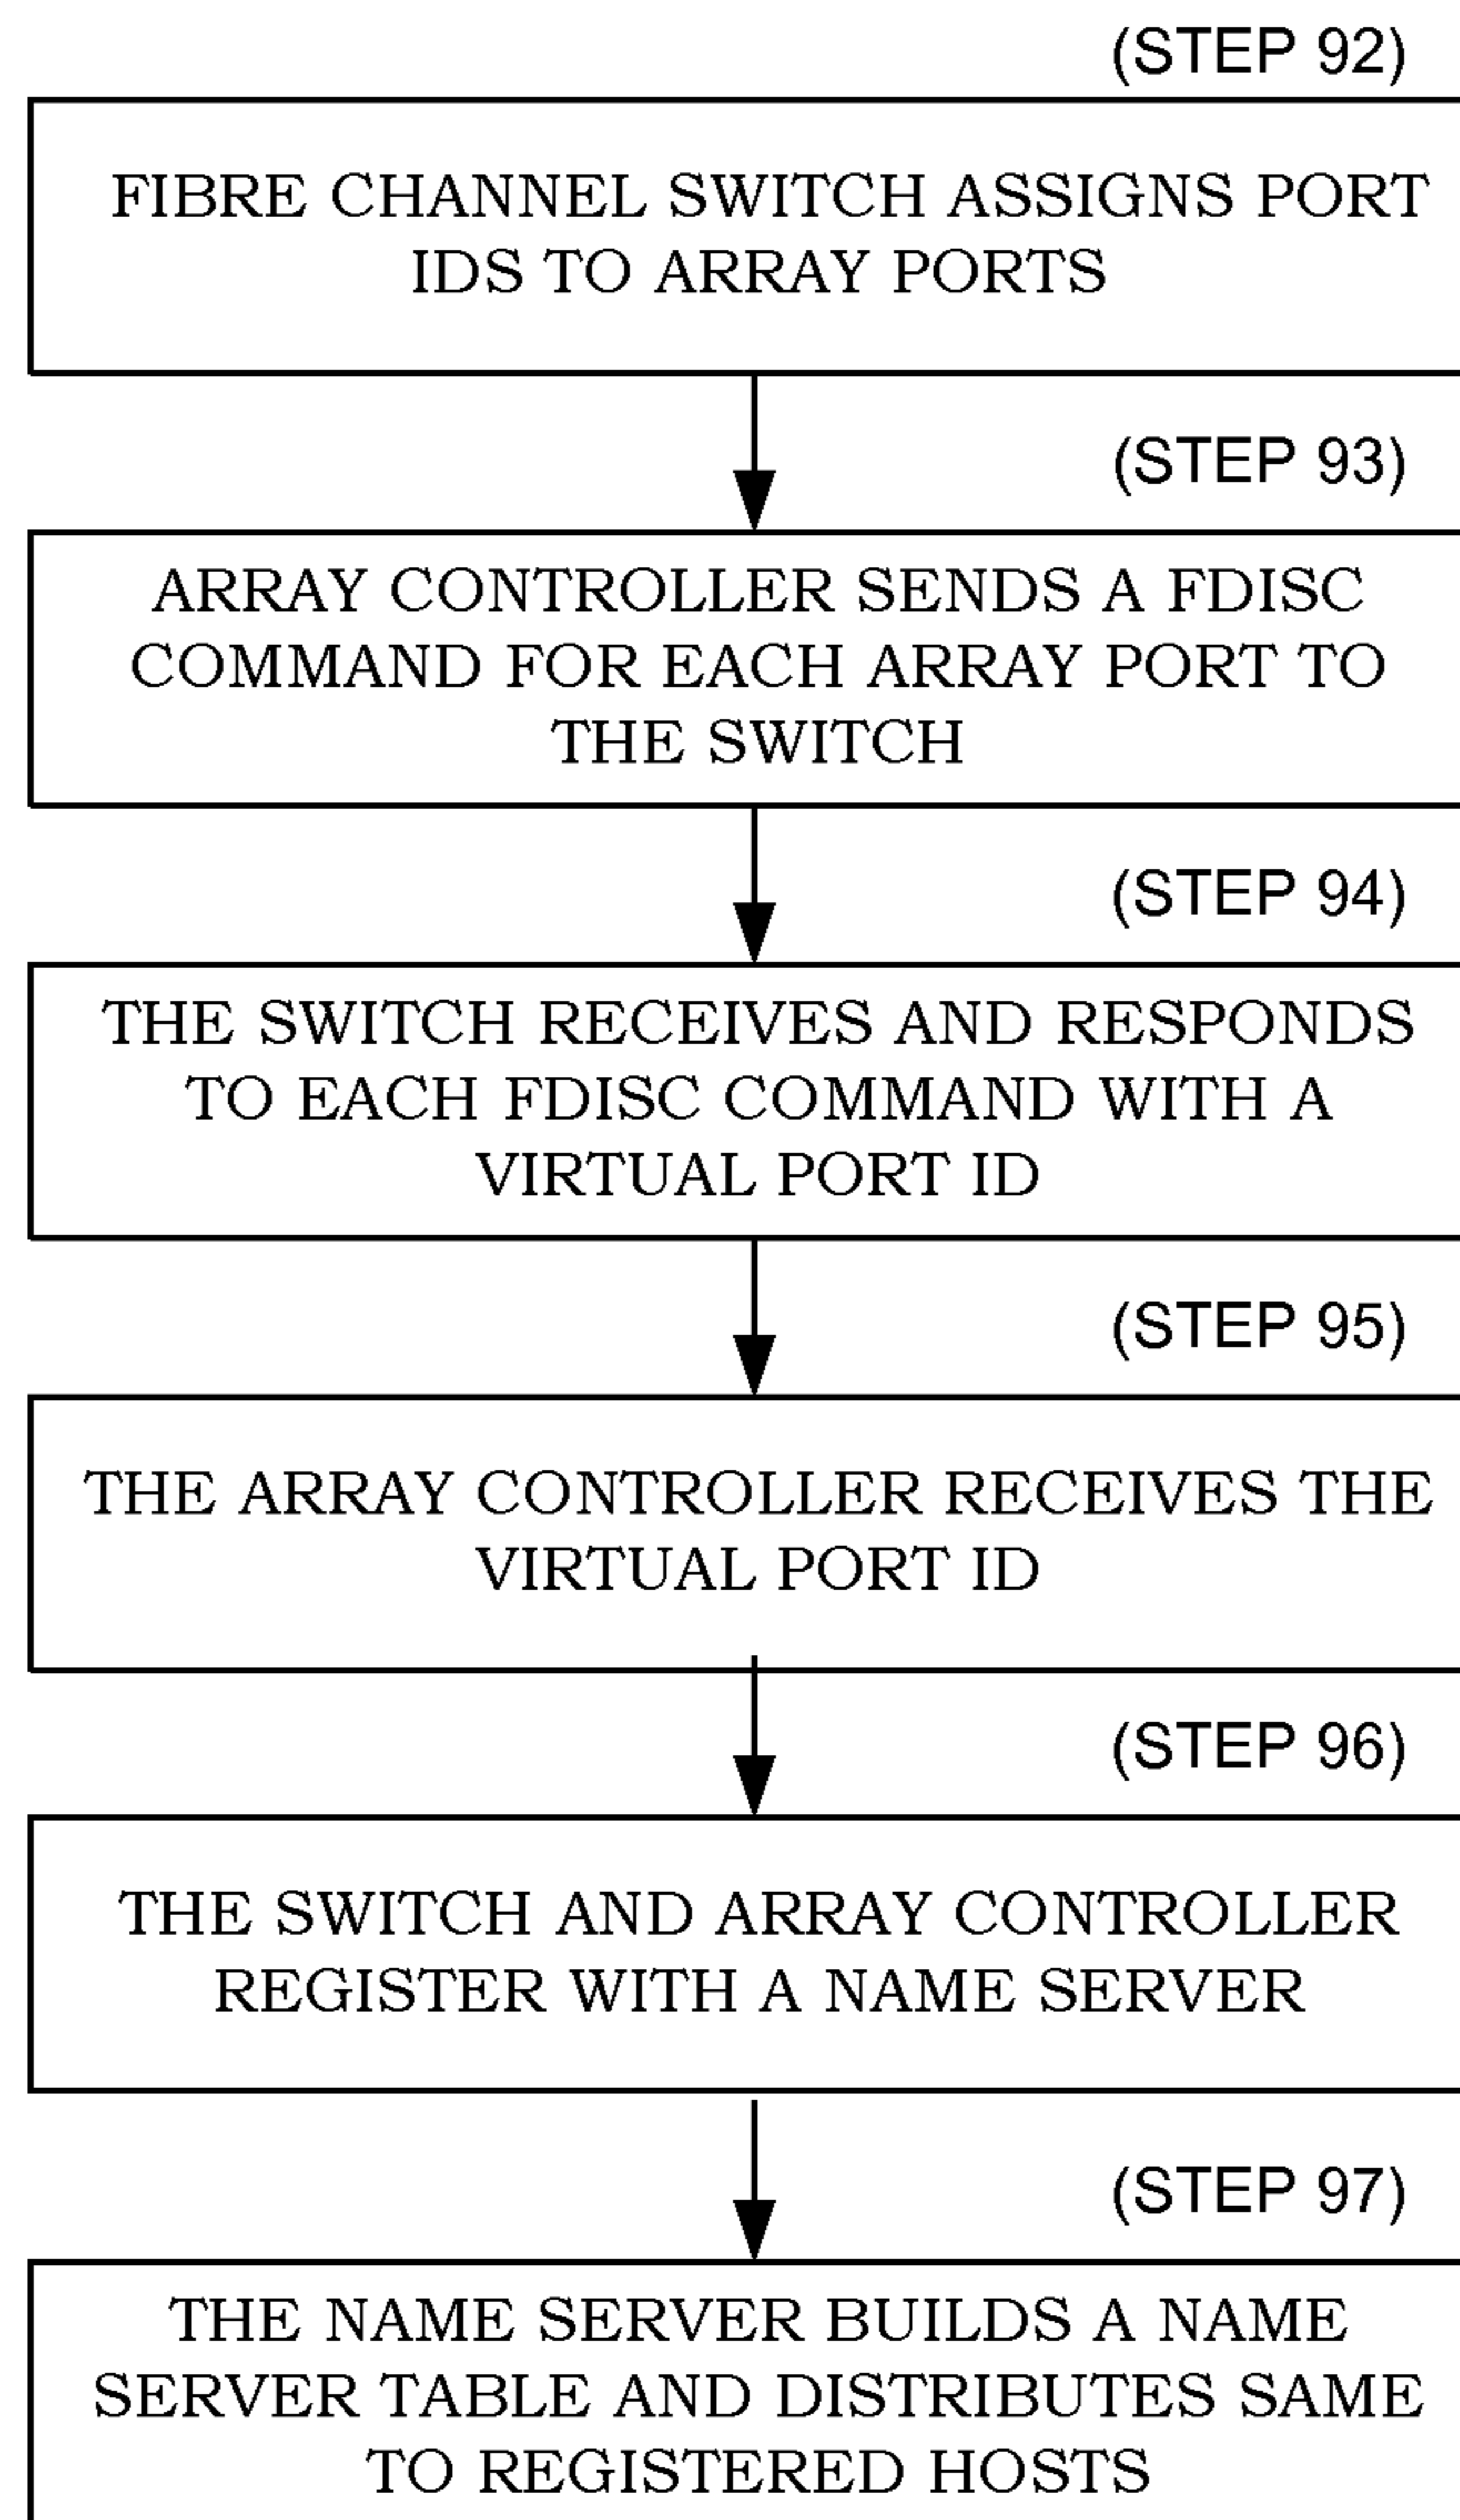 (STEP 92)
FIBRE CHANNEL SWITCH ASSIGNS PORT
IDS TO ARRAY PORTS
(STEP 93)
ARRAY CONTROLLER SENDS A FDISC
COMMAND FOR EACH ARRAY PORT TO
THE SWITCH
(STEP 94)
THE SWITCH RECEIVES AND RESPONDS
TO EACH FDISC COMMAND WITH A
VIRTUAL PORT ID
(STEP 95)
THE ARRAY CONTROLLER RECEIVES THE
VIRTUAL PORT ID
(STEP 96)
THE SWITCH AND ARRAY CONTROLLER
REGISTER WITH A NAME SERVER
(STEP 97)
THE NAME SERVER BUILDS A NAME
SERVER TABLE AND DISTRIBUTES SAME
TO REGISTERED HOSTS